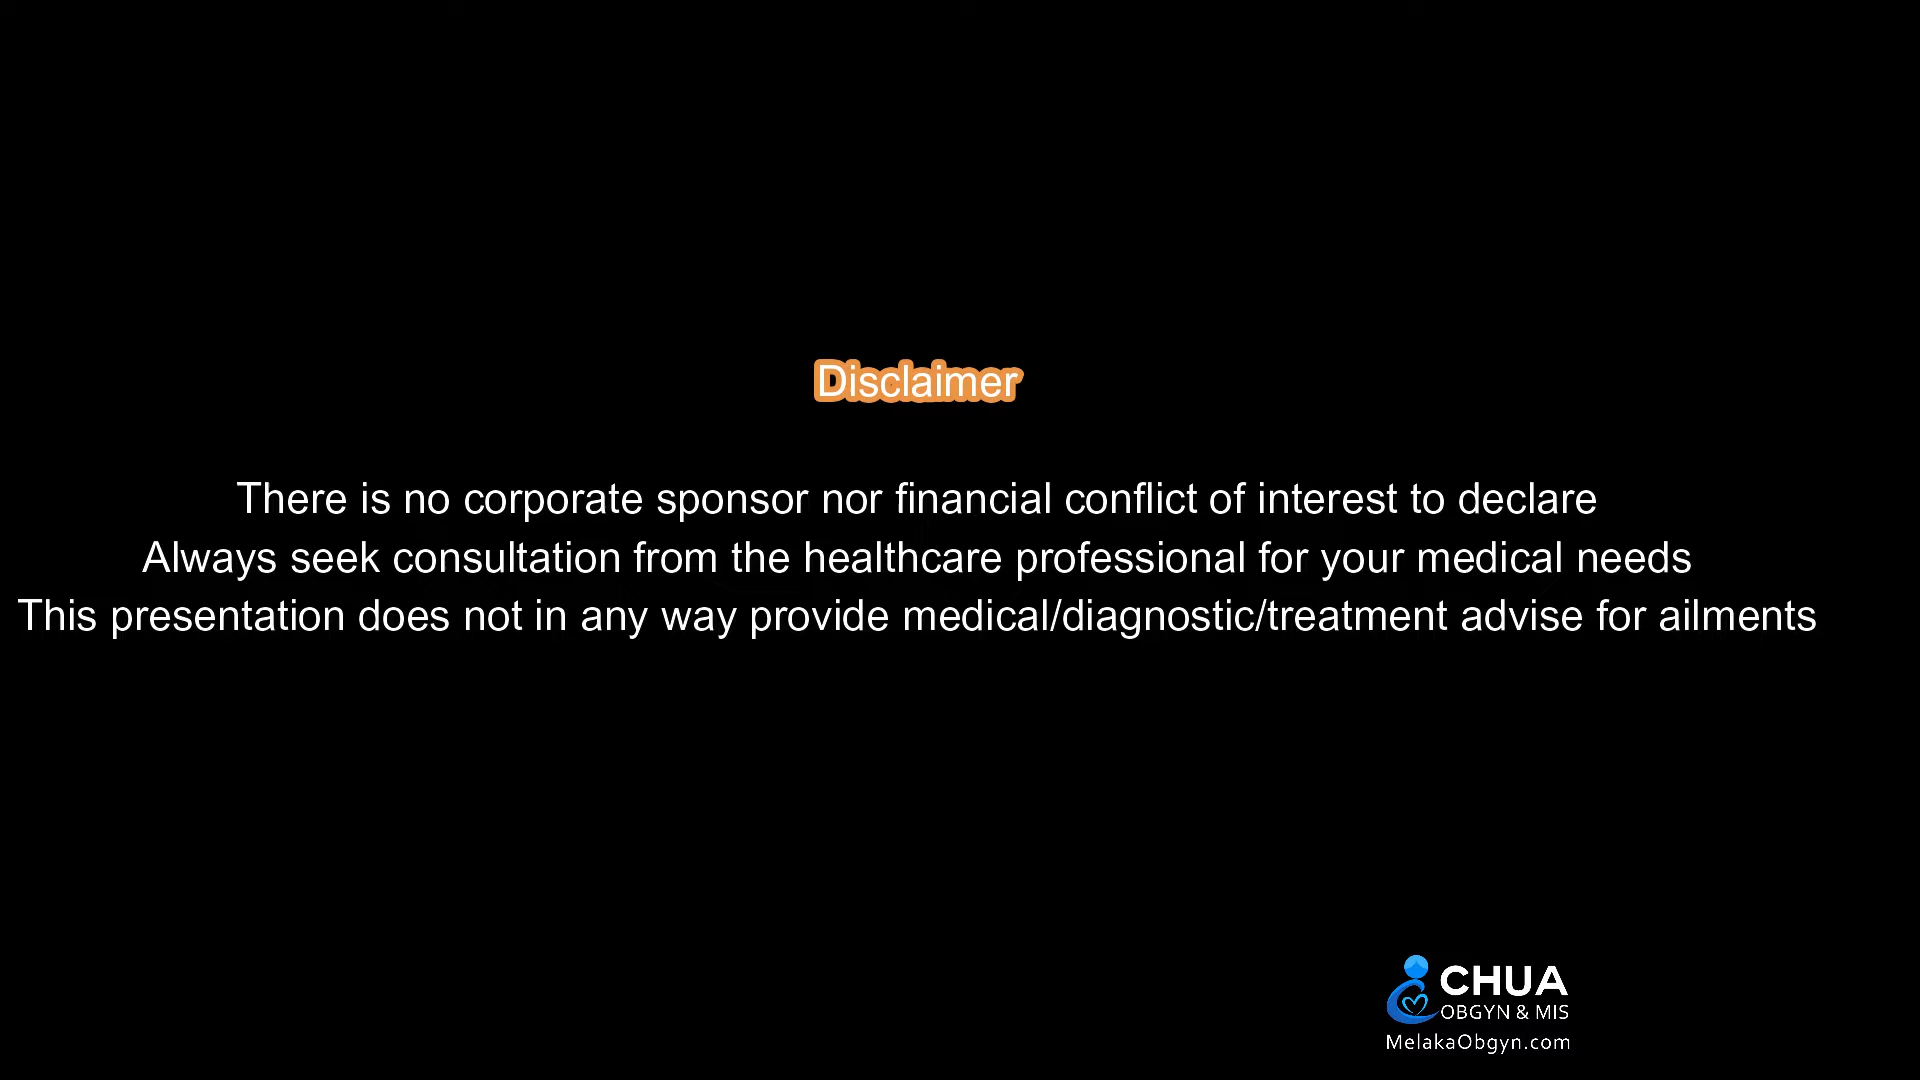 Disclaimer
There is no corporate sponsor nor financial conflict of interest to declare
Always seek consultation from the healthcare professional for your medical needs
This presentation does not in any way provide medical/diagnostic/treatment advise for ailments
CHUA
OBGYN & MIS
MelakaObgyn.com